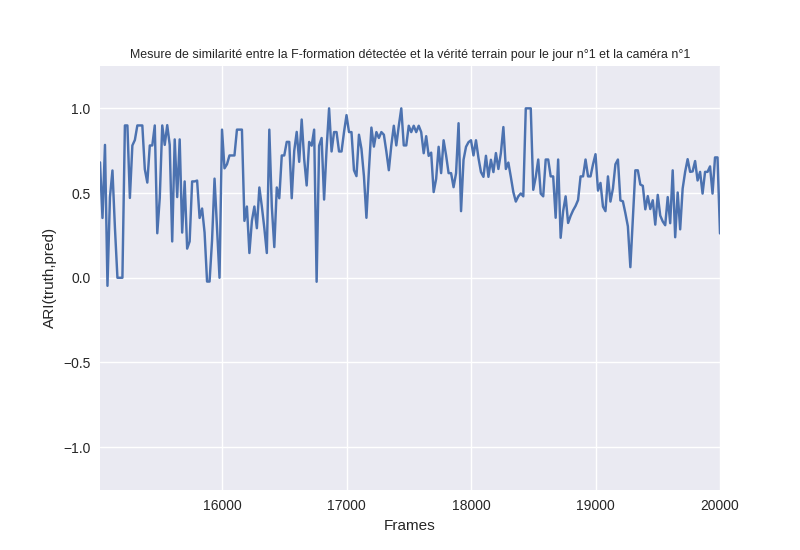 Mesure de similarité entre la F-formation détectée et la vérité terrain pour le jour n°1 et la caméra n°1
ARI(truth,pred)
1.0
0.5
0.0
−0.5
−1.0
16000 17000 18000 19000 20000
Frames